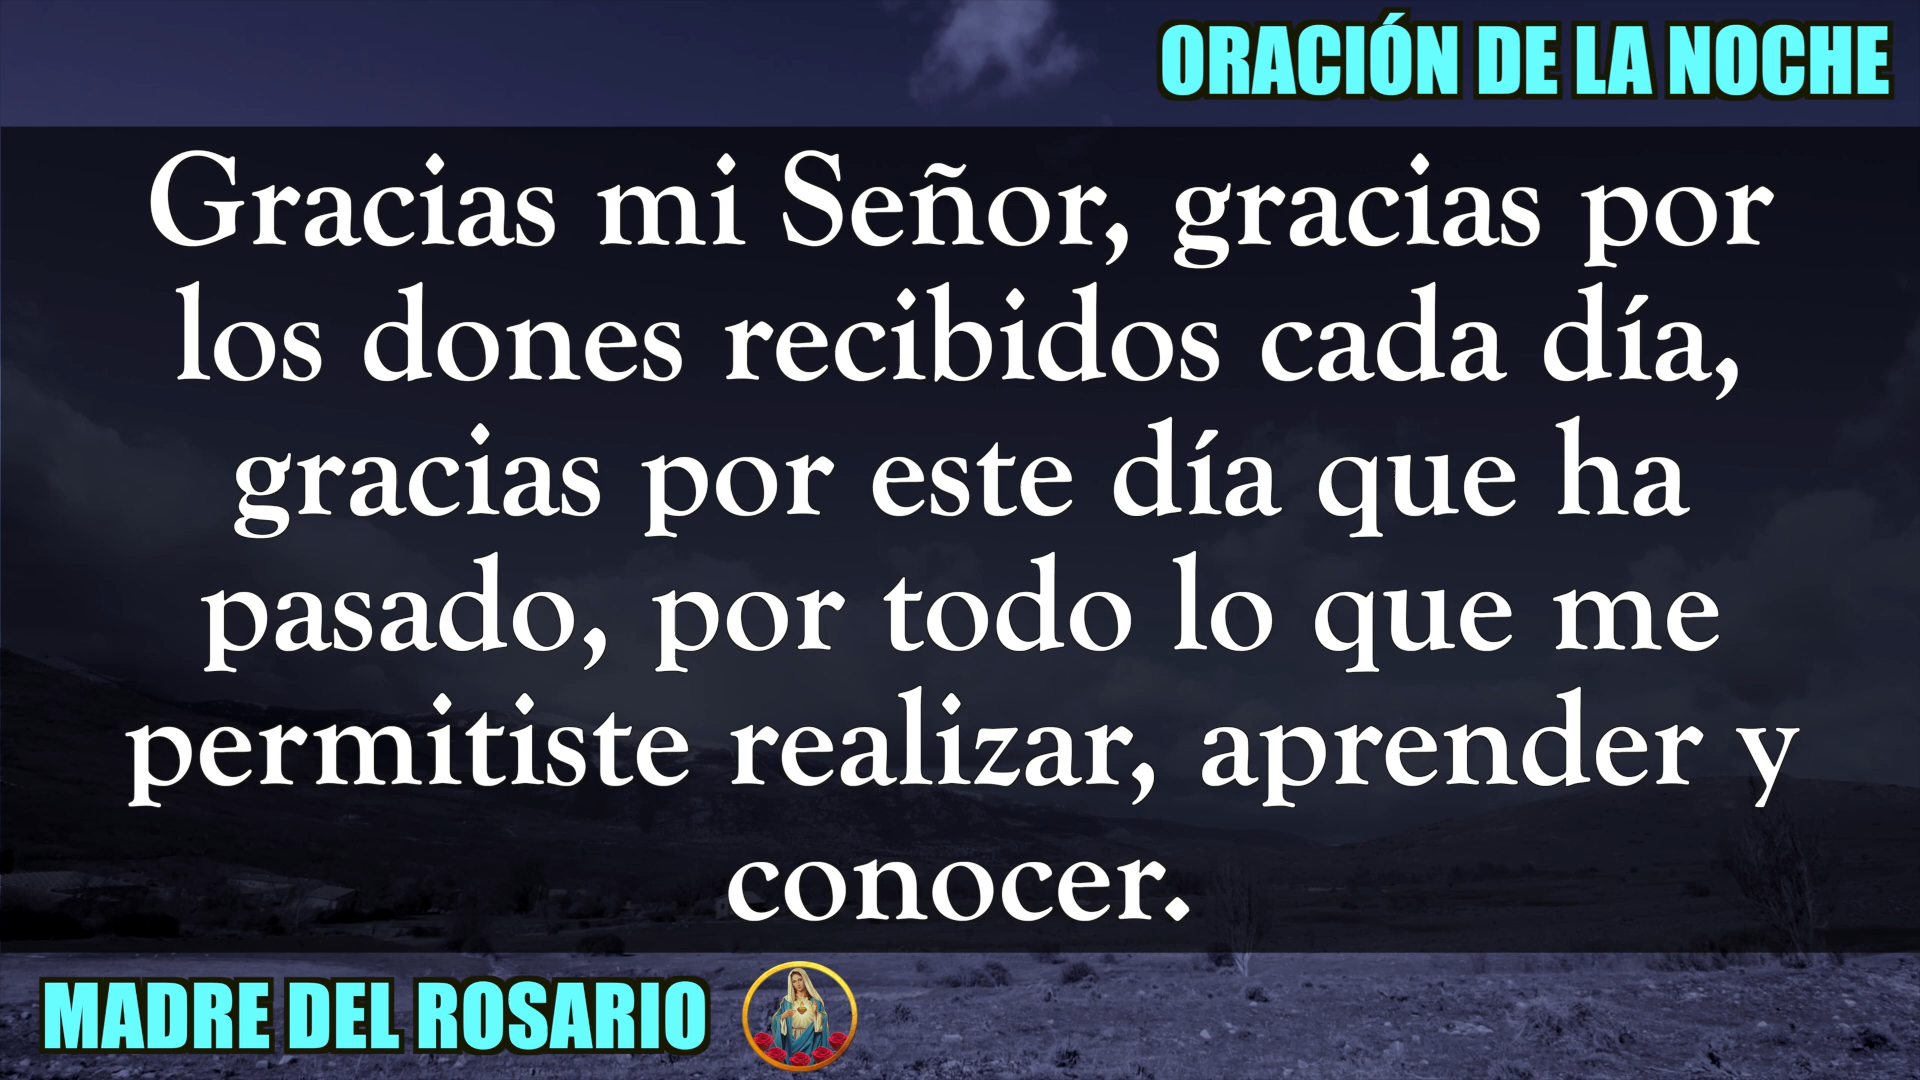 ORACIÓN DE LA NOCHE
Gracias mi Señor, gracias por
los dones recibidos cada día,
gracias por este día que ha
pasado, por todo lo que me
permitiste realizar, aprender y
conocer.
MADRE DEL ROSARIO